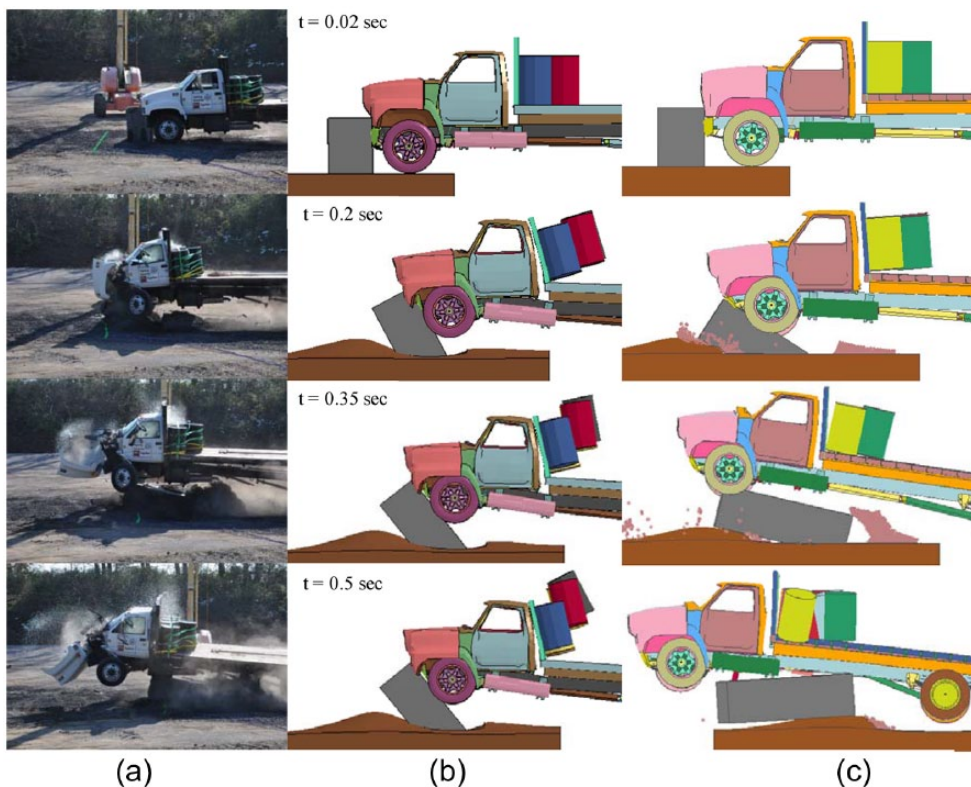 t = 0.02 sec
t = 0.2 sec
t = 0.35 sec
t = 0.5 sec
(a) (b) (c)